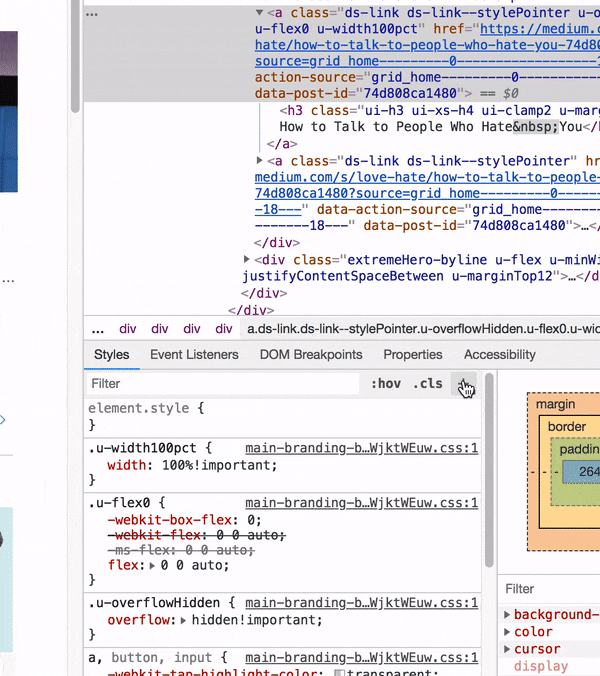 <a class="ds-link ds-link--stylePointer u-o
u-flex0 u-width100pct" href="https://medium.c
hate/how-to-talk-to-people-who-hate-you-74d80
source=grid_home---------0------------------1
action-source="grid_home---------0-----------
data-post-id="74d808ca1480"> == $0
<h3 class="ui-h3 ui-xs-h4 ui-clamp2 u-marg
How to Talk to People Who Hate&nbsp;You</h
</a>
<a class="ds-link ds-link--stylePointer" hr
medium.com/s/love-hate/how-to-talk-to-people-
74d808ca1480?source=grid_home---------0------
-18---" data-action-source="grid_home--------
-------18---" data-post-id="74d808ca1480">…</a
</div>
<div class="extremeHero-byline u-flex u-minWi
justifyContentSpaceBetween u-marginTop12">…</di
</div>
</div>
... div div div div a.ds-link.ds-link--stylePointer.u-overflowHidden.u-flex0.u-wid
Styles Event Listeners DOM Breakpoints Properties Accessibility
Filter :hov .cls
element.style {
}
.u-width100pct { main-branding-b…WjktWEuw.css:1
width: 100%!important;
}
.u-flex0 { main-branding-b…WjktWEuw.css:1
-webkit-box-flex: 0;
-webkit-flex: 0 0 auto;
-ms-flex: 0 0 auto;
flex: 0 0 auto;
}
.u-overflowHidden { main-branding-b…WjktWEuw.css:1
overflow: hidden!important;
}
a, button, input { main-branding-b…WjktWEuw.css:1
-webkit-tap-highlight-color: transparent;
margin
border
paddin
264
Filter
background-
color
cursor
display